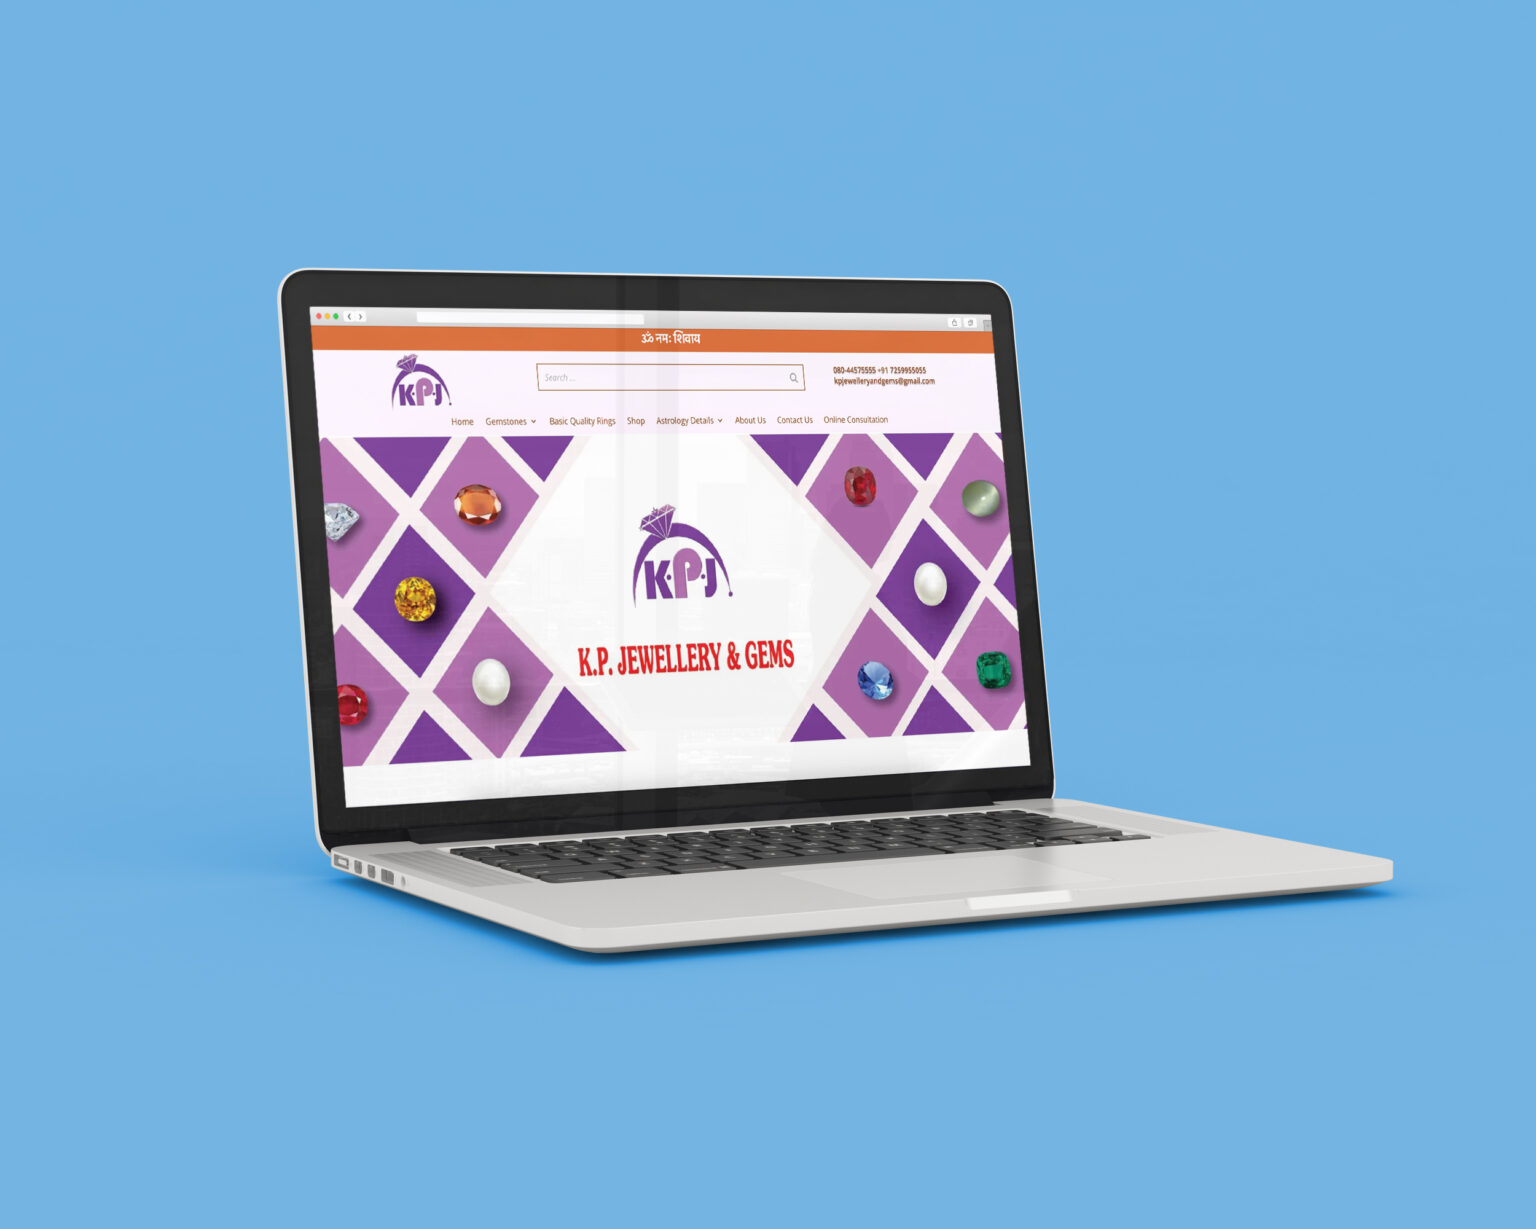 ॐ नमः शिवाय
K.P.J
Search ...
080-44575555 +91 7259955055
kpjewelleryandgems@gmail.com
Home Gemstones Basic Quality Rings Shop Astrology Details About Us Contact Us Online Consultation
K.P.J
K.P. JEWELLERY & GEMS